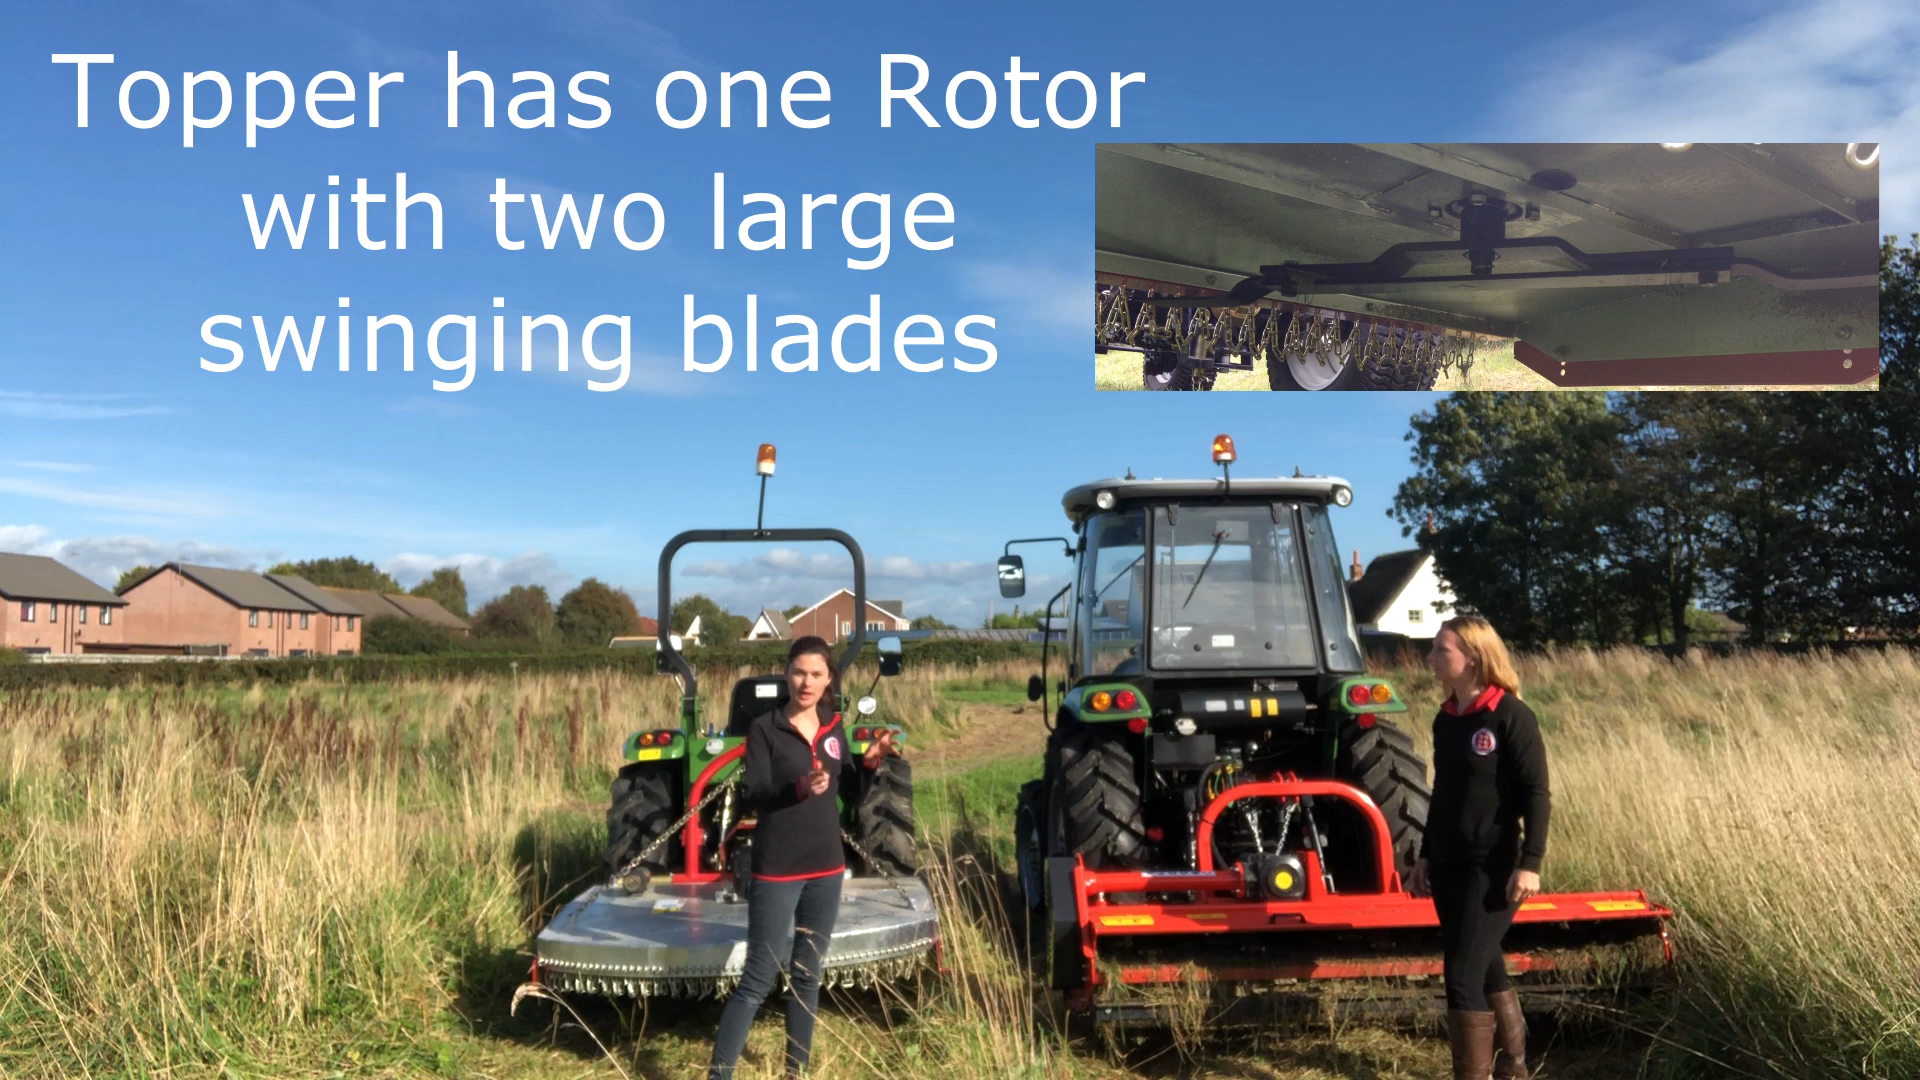 Topper has one Rotor
with two large
swinging blades